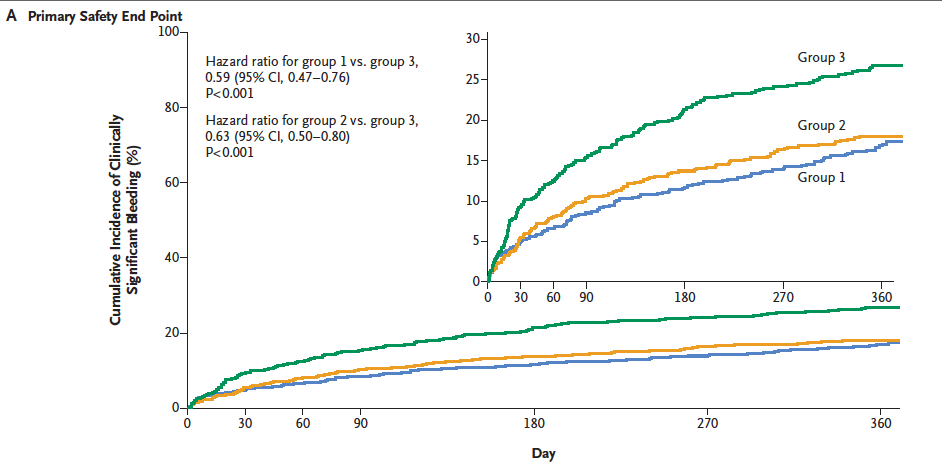 A Primary Safety End Point
Cumulative Incidence of Clinically
Significant Bleeding (%)
100
80
60
40
20
0
Hazard ratio for group 1 vs. group 3,
0.59 (95% CI, 0.47–0.76)
P<0.001
Hazard ratio for group 2 vs. group 3,
0.63 (95% CI, 0.50–0.80)
P<0.001
30
25
20
15
10
5
0
Group 3
Group 2
Group 1
0 30 60 90 180 270 360
0 30 60 90 180 270 360
Day